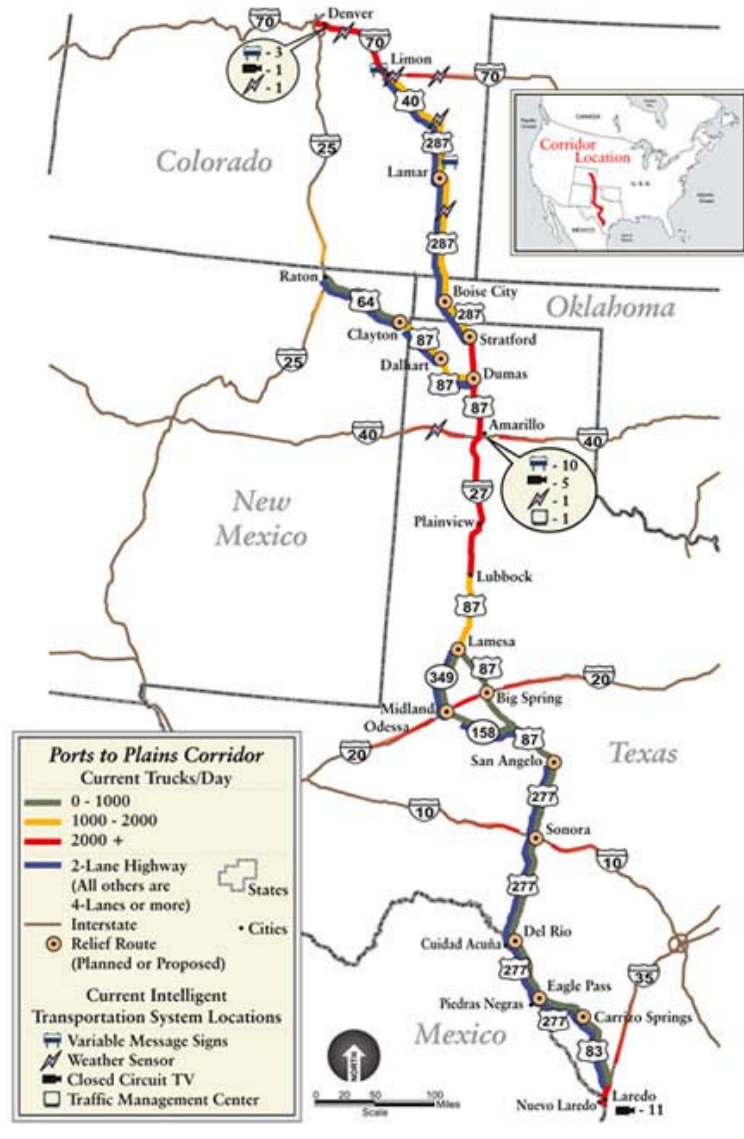 Denver
70
- 3
- 1
- 1
70
Limon
70
40
25
287
Colorado
Lamar
287
CANADA
Corridor
Location
U.S.A.
MEXICO
Raton
64
Boise City
Oklahoma
287
Clayton
87
Stratford
25
Dalhart
87
Dumas
87
Amarillo
40
40
- 10
- 5
- 1
- 1
27
New
Mexico
Plainview
Lubbock
87
Lamesa
349
87
20
Midland
Big Spring
Odessa
158
87
20
San Angelo
Texas
277
10
Sonora
10
277
Del Rio
Cuidad Acuña
277
35
Eagle Pass
Piedras Negras
277
Carrizo Springs
Mexico
83
Laredo
Nuevo Laredo
- 11
Ports to Plains Corridor
Current Trucks/Day
0 - 1000
1000 - 2000
2000 +
2-Lane Highway
(All others are
4-Lanes or more)
States
Interstate
Cities
Relief Route
(Planned or Proposed)
Current Intelligent
Transportation System Locations
Variable Message Signs
Weather Sensor
Closed Circuit TV
Traffic Management Center
NORTH
0
50
100
Scale
Miles